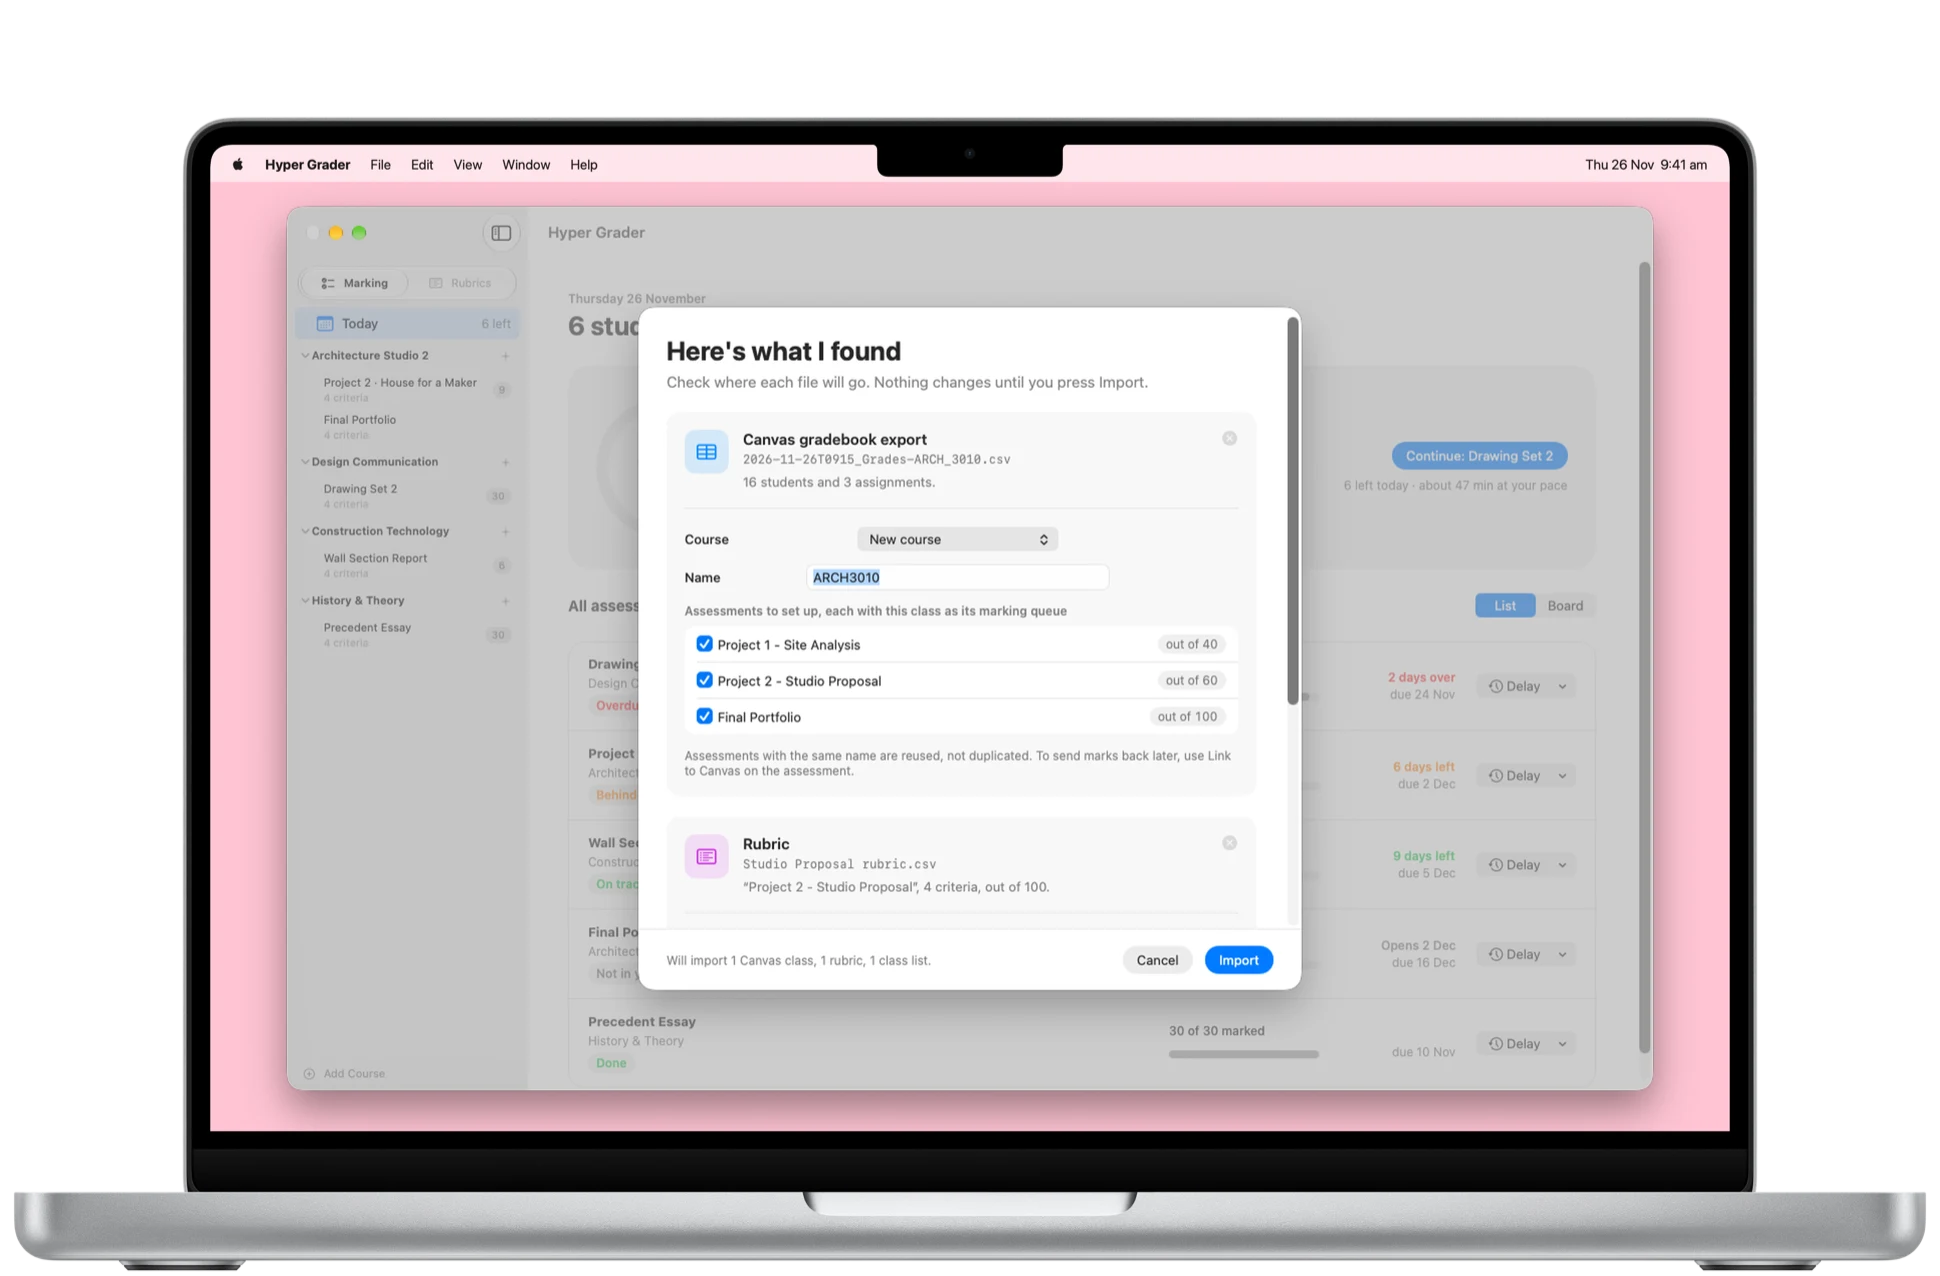 Hyper Grader File Edit View Window Help
Thu 26 Nov 9:41 am
Hyper Grader
Marking Rubrics
Today 6 left
Architecture Studio 2
Project 2 · House for a Maker 9
4 criteria
Final Portfolio
4 criteria
Design Communication
Drawing Set 2 30
4 criteria
Construction Technology
Wall Section Report 6
4 criteria
History & Theory
Precedent Essay 30
4 criteria
Add Course
Thursday 26 November
6
Continue: Drawing Set 2
6 left today · about 47 min at your pace
All
List Board
Here's what I found
Check where each file will go. Nothing changes until you press Import.
Canvas gradebook export
2026-11-26T0915_Grades-ARCH_3010.csv
16 students and 3 assignments.
Course New course
Name ARCH3010
Assessments to set up, each with this class as its marking queue
Project 1 - Site Analysis out of 40
Project 2 - Studio Proposal out of 60
Final Portfolio out of 100
Assessments with the same name are reused, not duplicated. To send marks back later, use Link
to Canvas on the assessment.
Rubric
Studio Proposal rubric.csv
“Project 2 - Studio Proposal”, 4 criteria, out of 100.
Will import 1 Canvas class, 1 rubric, 1 class list.
Cancel Import
Drawing
Design
2 days over
due 24 Nov
Delay
Project
Behind
6 days left
due 2 Dec
Delay
Wall
9 days left
due 5 Dec
Delay
Final
Not in
Opens 2 Dec
due 16 Dec
Delay
Precedent Essay
History & Theory
Done
30 of 30 marked
due 10 Nov
Delay